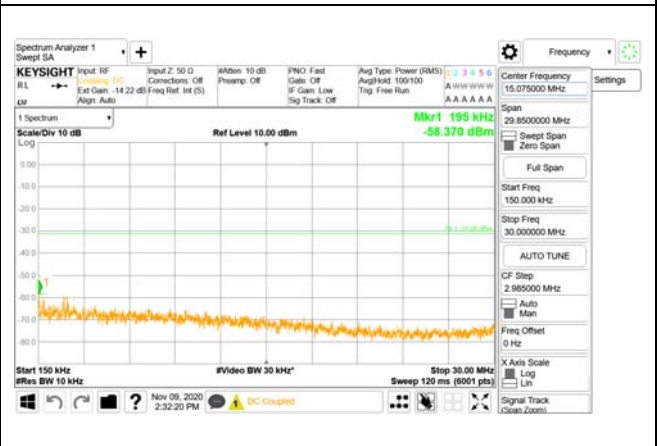 Spectrum Analyzer 1
Swept SA
+
Frequency
KEYSIGHT
R L
Input: RF
Coupling: DC
Ext Gain: -14.22 dB
Align: Auto
Input Z: 50 Ω
Corrections: Off
Freq Ref: Int (S)
#Atten: 10 dB
Preamp: Off
PNO: Fast
Gate: Off
IF Gain: Low
Sig Track: Off
Avg Type: Power (RMS)
Avg|Hold: 100/100
Trig: Free Run
1 2 3 4 5 6
A W W W W W
A A A A A A
1 Spectrum
Scale/Div 10 dB
Log
Ref Level 10.00 dBm
Mkr1 195 kHz
-58.370 dBm
0.00
-10.0
-20.0
-30.0
-40.0
-50.0
-60.0
-70.0
-80.0
1
Start 150 kHz
#Res BW 10 kHz
#Video BW 30 kHz*
Stop 30.00 MHz
Sweep 120 ms (6001 pts)
Nov 09, 2020
2:32:20 PM
DC Coupled
Center Frequency
15.075000 MHz
Settings
Span
29.8500000 MHz
Swept Span
Zero Span
Full Span
Start Freq
150.000 kHz
Stop Freq
30.000000 MHz
AUTO TUNE
CF Step
2.985000 MHz
Auto
Man
Freq Offset
0 Hz
X Axis Scale
Log
Lin
Signal Track
(Span Zoom)